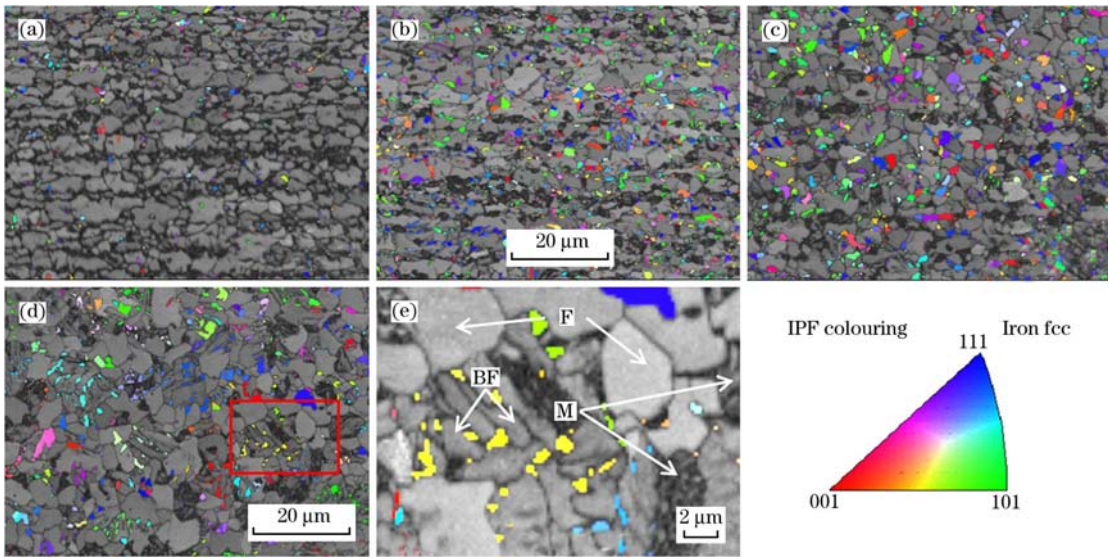 (a)
(b)
20 μm
(c)
(d)
20 μm
(e)
F
BF
M
2 μm
IPF colouring
Iron fcc
111
001
101